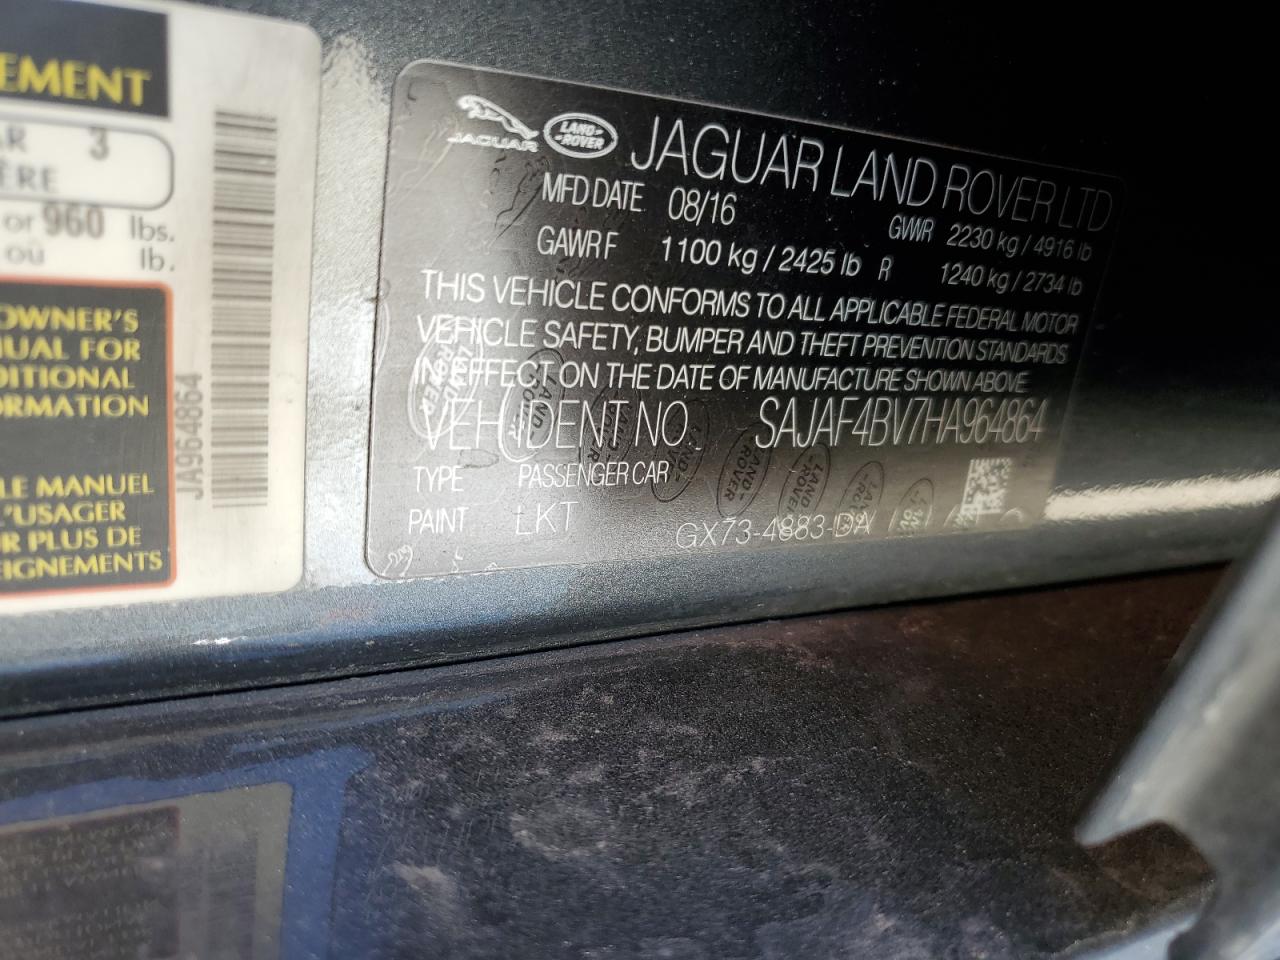 EMENT
AR 3
ÈRE
or 960 lbs.
ou lb.
OWNER'S
UAL FOR
DITIONAL
ORMATION
LE MANUEL
L'USAGER
R PLUS DE
EIGNEMENTS
JA964864
JAGUAR LAND ROVER JAGUAR LAND ROVER LTD
MFD DATE 08/16 GVWR 2230 kg / 4916 lb
GAWR F 1100 kg / 2425 lb R 1240 kg / 2734 lb
THIS VEHICLE CONFORMS TO ALL APPLICABLE FEDERAL MOTOR
VEHICLE SAFETY, BUMPER AND THEFT PREVENTION STANDARDS
IN EFFECT ON THE DATE OF MANUFACTURE SHOWN ABOVE
VEH IDENT NO. SAJAF4BV7HA964864
TYPE PASSENGER CAR
PAINT LKT GX73-4883-DA